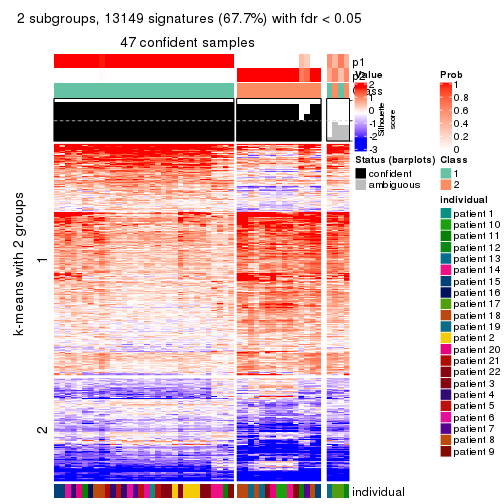 2 subgroups, 13149 signatures (67.7%) with fdr < 0.05
47 confident samples
p1
p2
Class
Silhouette
score
k-means with 2 groups
1
2
individual
Value
2
1
0
-1
-2
-3
Prob
1
0.8
0.6
0.4
0.2
0
Status (barplots)
confident
ambiguous
Class
1
2
individual
patient 1
patient 10
patient 11
patient 12
patient 13
patient 14
patient 15
patient 16
patient 17
patient 18
patient 19
patient 2
patient 20
patient 21
patient 22
patient 3
patient 4
patient 5
patient 6
patient 7
patient 8
patient 9